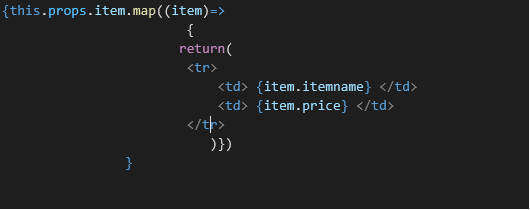 {this.props.item.map((item)=>
{
return(
<tr>
<td> {item.itemname} </td>
<td> {item.price} </td>
</tr>
)})
}